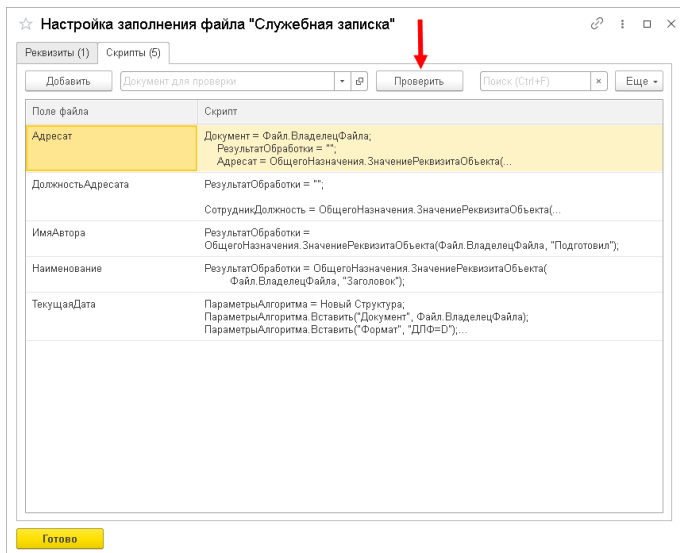 Настройка заполнения файла "Служебная записка"
Реквизиты (1) Скрипты (5)
Добавить Документ для проверки Проверить Поиск (Ctrl+F) × Еще
Поле файла Скрипт
Адресат Документ = Файл.ВладелецФайла;
РезультатОбработки = "";
Адресат = ОбщегоНазначения.ЗначениеРеквизитаОбъекта(...
ДолжностьАдресата РезультатОбработки = "";
СотрудникДолжность = ОбщегоНазначения.ЗначениеРеквизитаОбъекта(...
ИмяАвтора РезультатОбработки =
ОбщегоНазначения.ЗначениеРеквизитаОбъекта(Файл.ВладелецФайла, "Подготовил");
Наименование РезультатОбработки = ОбщегоНазначения.ЗначениеРеквизитаОбъекта(
Файл.ВладелецФайла, "Заголовок");
ТекущаяДата ПараметрыАлгоритма = Новый Структура;
ПараметрыАлгоритма.Вставить("Документ", Файл.ВладелецФайла);
ПараметрыАлгоритма.Вставить("Формат", "ДЛФ=D");...
Готово